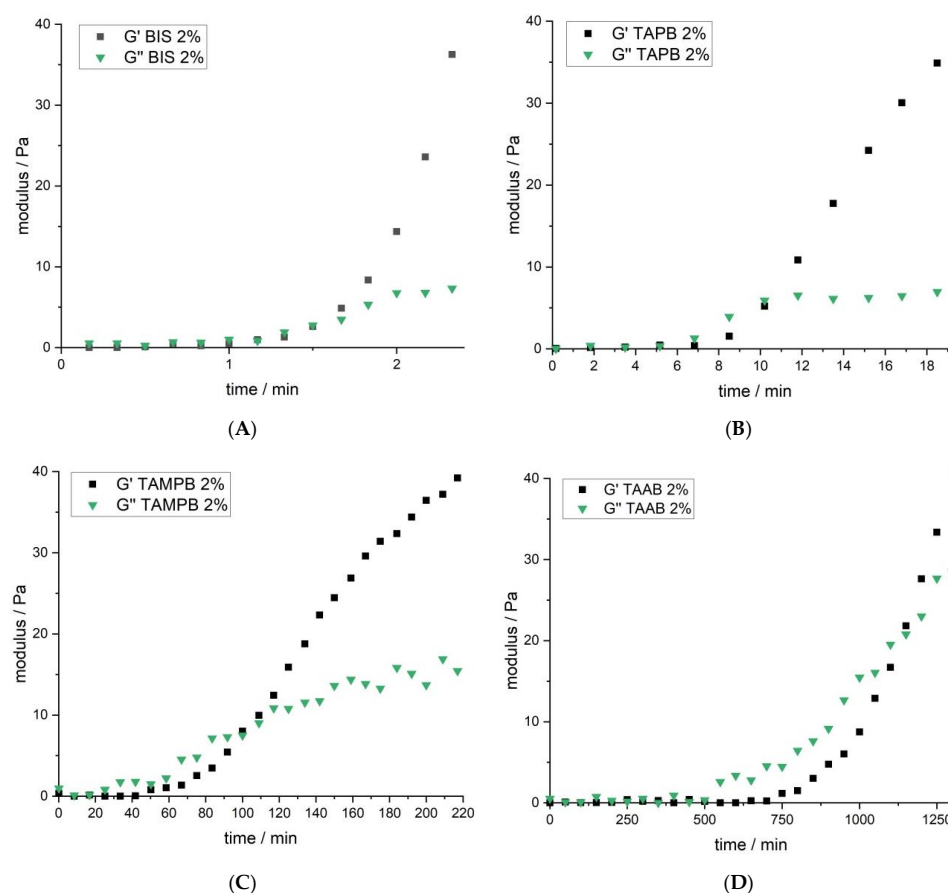 G' BIS 2%
G'' BIS 2%
40
30
20
10
0
modulus / Pa
0
1
2
time / min
(A)
G' TAPB 2%
G'' TAPB 2%
40
30
20
10
0
modulus / Pa
0 2 4 6 8 10 12 14 16 18
time / min
(B)
G' TAMPB 2%
G'' TAMPB 2%
40
30
20
10
0
modulus / Pa
0 20 40 60 80 100 120 140 160 180 200 220
time / min
(C)
G' TAAB 2%
G'' TAAB 2%
40
30
20
10
0
modulus / Pa
0 250 500 750 1000 1250
time / min
(D)